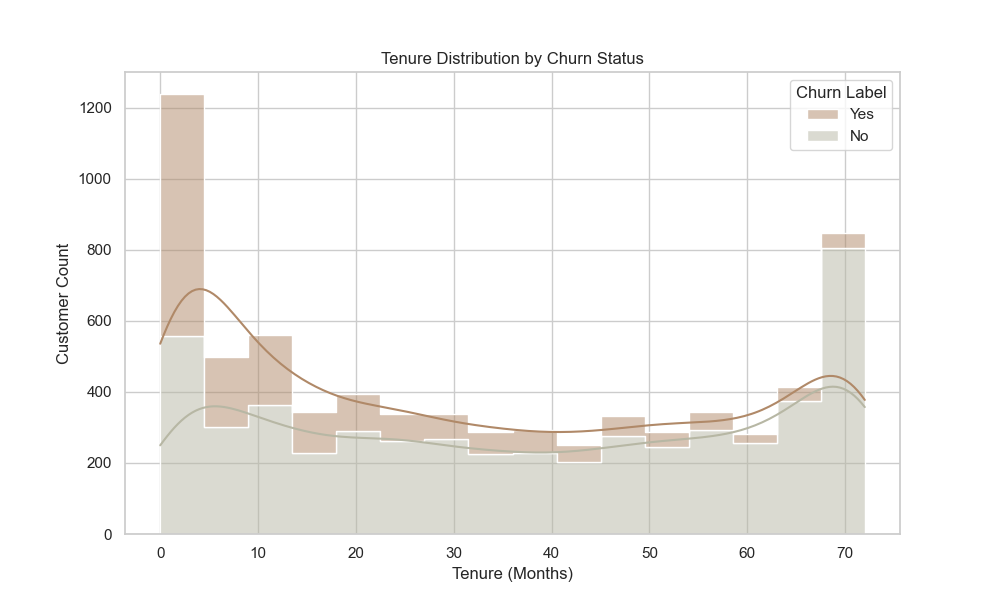 Tenure Distribution by Churn Status
Churn Label
Yes
No
Customer Count
1200
1000
800
600
400
200
0
0 10 20 30 40 50 60 70
Tenure (Months)